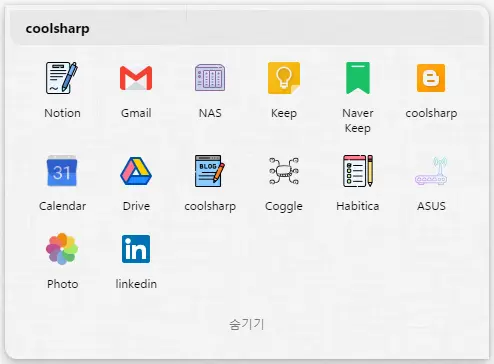 coolsharp
Notion Gmail NAS Keep Naver Keep coolsharp
31
Calendar Drive BLOG coolsharp Coggle Habitica ASUS
Photo in linkedin
숨기기